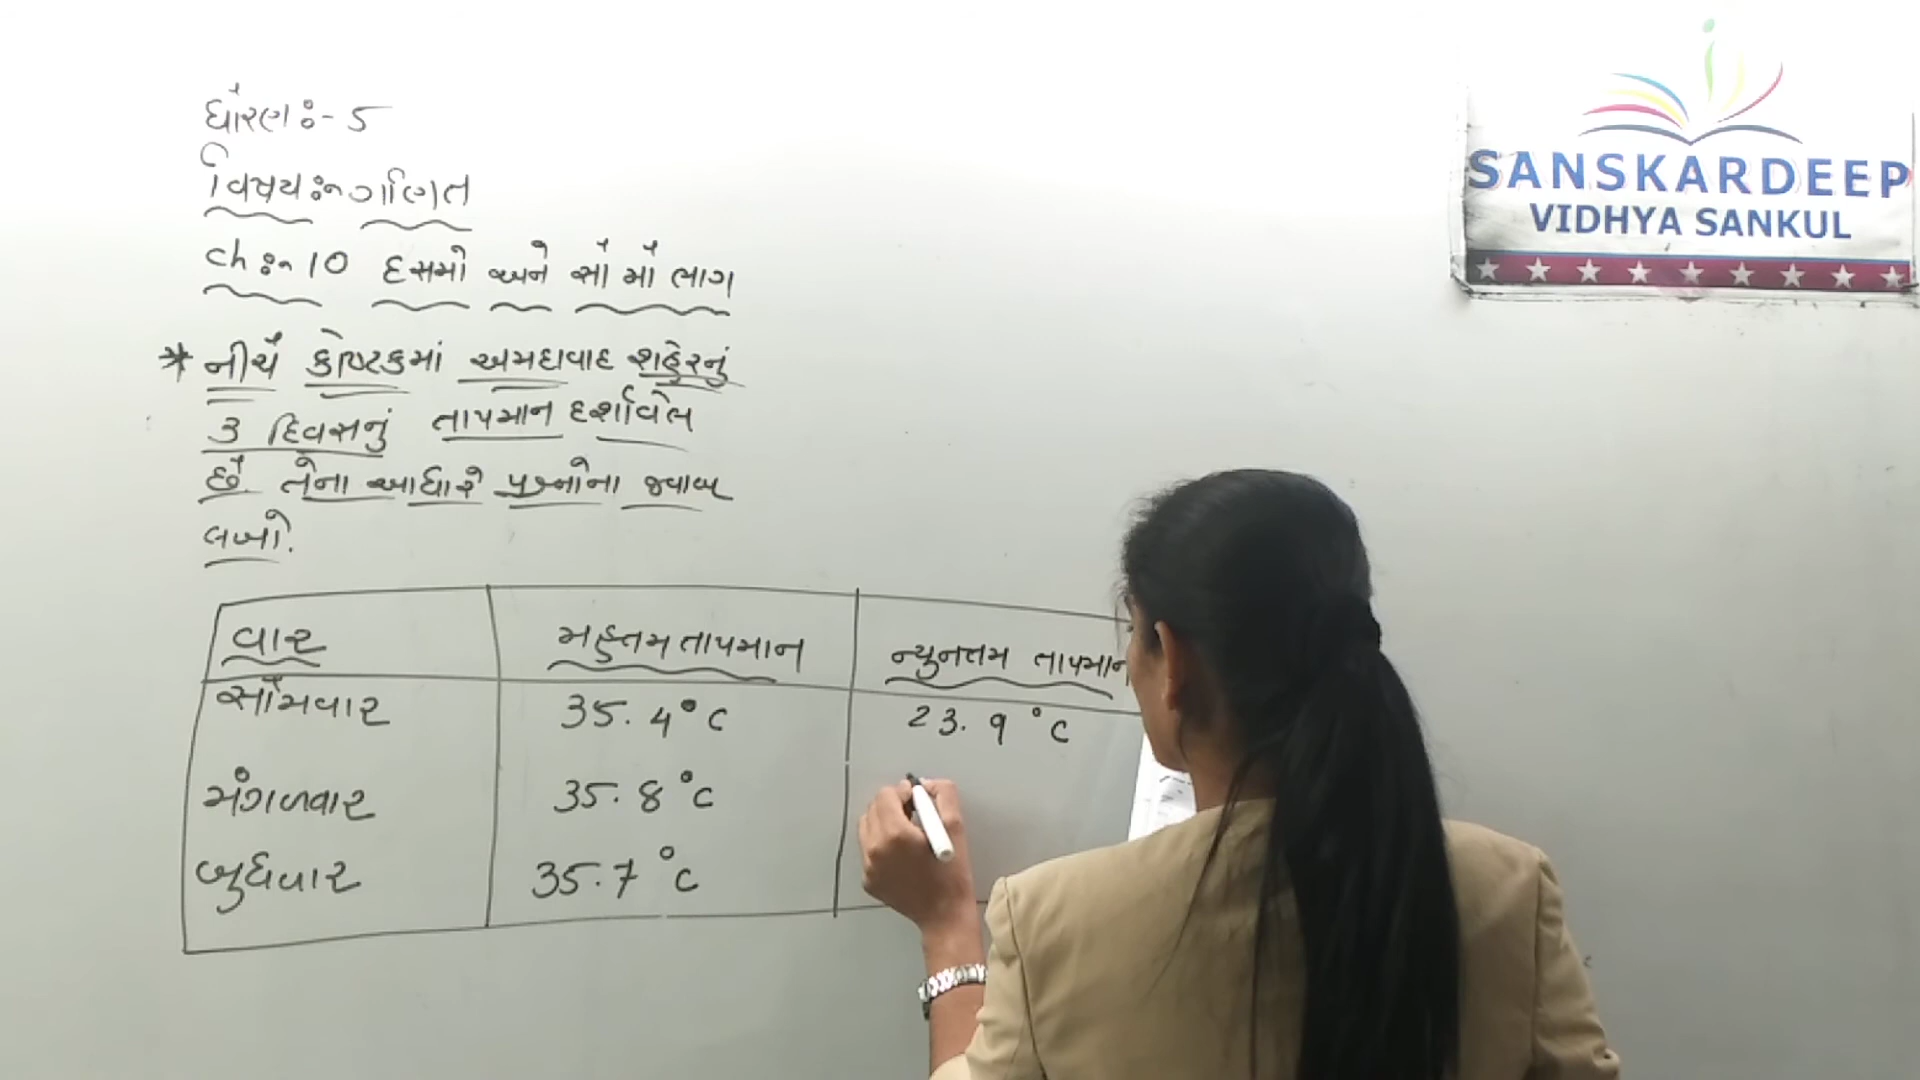 ધોરણ:- 5
વિષય:- ગણિત
ch:- 10 દસમો અને સો મો ભાગ
* નીચે કોષ્ટકમાં અમદાવાદ શહેરનું
3 દિવસનું તાપમાન દર્શાવેલ
છે. તેના આધારે પ્રશ્નોના જવાબ
લખો.
વાર મહત્તમ તાપમાન ન્યુનત્તમ તાપમાન
સોમવાર 35.4°C 23.9°C
મંગળવાર 35.8°C
બુધવાર 35.7°C
SANSKARDEEP
VIDHYA SANKUL